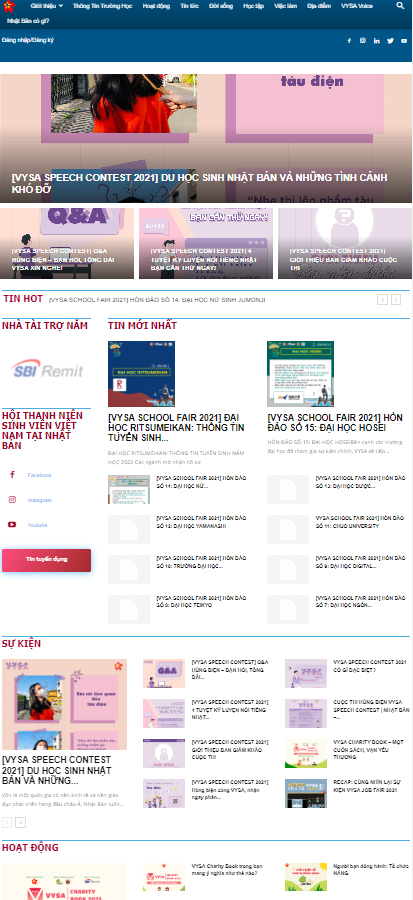 Giới thiệu
Thông Tin Trường Học
Hoạt động
Tin tức
Đời sống
Học tập
Việc làm
Địa điểm
VYSA Voice
Nhật Bản có gì?
Đăng nhập/Đăng ký
tàu điện
[VYSA SPEECH CONTEST 2021] DU HỌC SINH NHẬT BẢN VÀ NHỮNG TÌNH CẢNH
KHÓ ĐỠ
Q&A
[VYSA SPEECH CONTEST] Q&A
HÙNG BIỆN – BẠN HỎI, TỔNG ĐÀI
VYSA XIN NGHE!
[VYSA SPEECH CONTEST 2021] 4
TUYỆT KỸ LUYỆN NÓI TIẾNG NHẬT
BẠN CẦN THỬ NGAY!
[VYSA SPEECH CONTEST 2021]
GIỚI THIỆU BAN GIÁM KHẢO CUỘC
THI
TIN HOT
[VYSA SCHOOL FAIR 2021] HÒN ĐẢO SỐ 14: ĐẠI HỌC NỮ SINH JUMONJI
NHÀ TÀI TRỢ NĂM
SBI Remit
HỘI THANH NIÊN
SINH VIÊN VIỆT
NAM TẠI NHẬT
BẢN
Facebook
Instagram
Youtube
Tin tuyển dụng
TIN MỚI NHẤT
ĐẠI HỌC RITSUMEIKAN
[VYSA SCHOOL FAIR 2021] ĐẠI
HỌC RITSUMEIKAN: THÔNG TIN
TUYỂN SINH...
ĐẠI HỌC RITSUMEIKAN: THÔNG TIN TUYỂN SINH NĂM
HỌC 2022 Các ngành mở nhận hồ sơ
ĐẠI HỌC HOSEI
[VYSA SCHOOL FAIR 2021] HÒN
ĐẢO SỐ 15: ĐẠI HỌC HOSEI
HÒN ĐẢO SỐ 15: ĐẠI HỌC HOSEIBên cạnh các trường
đại học đã tham gia sự kiện chính, VYSA sẽ tiếp...
[VYSA SCHOOL FAIR 2021] HÒN ĐẢO
SỐ 14: ĐẠI HỌC NỮ...
[VYSA SCHOOL FAIR 2021] HÒN ĐẢO
SỐ 13: ĐẠI HỌC DƯỢC...
[VYSA SCHOOL FAIR 2021] HÒN ĐẢO
SỐ 12: ĐẠI HỌC YAMANASHI
[VYSA SCHOOL FAIR 2021] HÒN ĐẢO
SỐ 11: CHUO UNIVERSITY
[VYSA SCHOOL FAIR 2021] HÒN ĐẢO
SỐ 10: TRƯỜNG ĐẠI HỌC...
[VYSA SCHOOL FAIR 2021] HÒN ĐẢO
SỐ 9: ĐẠI HỌC DIGITAL...
[VYSA SCHOOL FAIR 2021] HÒN ĐẢO
SỐ 8: ĐẠI HỌC TEIKYO
[VYSA SCHOOL FAIR 2021] HÒN ĐẢO
SỐ 7: ĐẠI HỌC NGÔN...
SỰ KIỆN
[VYSA SPEECH CONTEST
2021] DU HỌC SINH NHẬT
BẢN VÀ NHỮNG...
Vốn là một quốc gia có nền kinh tế và nền giáo
dục phát triển hàng đầu châu Á, Nhật Bản luôn...
[VYSA SPEECH CONTEST] Q&A
HÙNG BIỆN – BẠN HỎI, TỔNG
ĐÀI...
[VYSA SPEECH CONTEST 2021]
CÓ GÌ ĐẶC BIỆT?
[VYSA SPEECH CONTEST 2021]
4 TUYỆT KỸ LUYỆN NÓI TIẾNG
NHẬT...
CUỘC THI HÙNG BIỆN VYSA
SPEECH CONTEST | NHẬT BẢN
–...
[VYSA SPEECH CONTEST 2021]
GIỚI THIỆU BAN GIÁM KHẢO
CUỘC THI
VYSA CHARITY BOOK – MỘT
CUỐN SÁCH, VẠN YÊU
THƯƠNG
[VYSA SPEECH CONTEST 2021]
Hùng biện cùng VYSA, nhận
ngay phần...
RECAP: CÙNG NHÌN LẠI SỰ
KIỆN VYSA JOB FAIR 2021
HOẠT ĐỘNG
VYSA CHARITY
BOOK 2021
VYSA Charity Book trong bạn
mang ý nghĩa như thế nào?
Người bạn đồng hành: Tổ chức
NĂNG